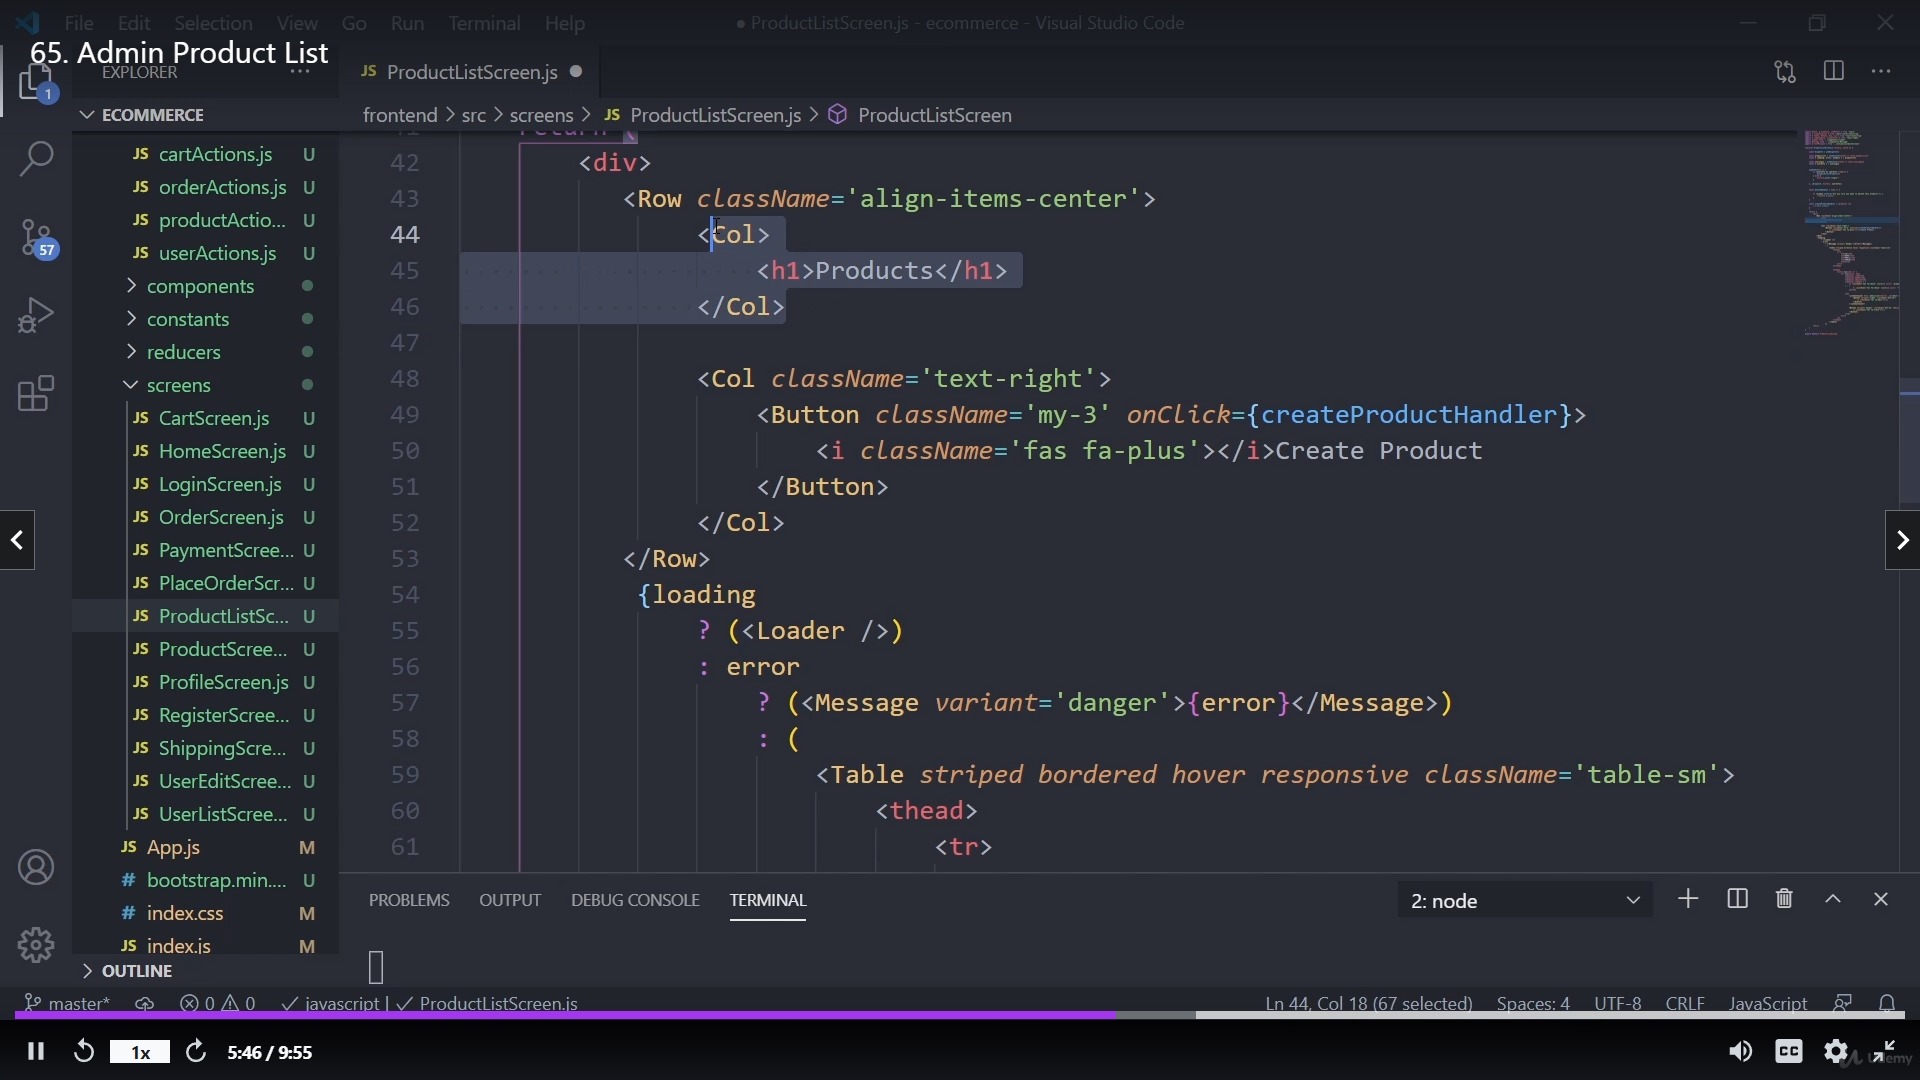 File Edit Selection View Go Run Terminal Help
● ProductListScreen.js - ecommerce - Visual Studio Code
65. Admin Product List
EXPLORER ···
JS ProductListScreen.js ●
1
ECOMMERCE
frontend > src > screens > JS ProductListScreen.js > ProductListScreen
JS cartActions.js U
JS orderActions.js U
JS productActio... U
JS userActions.js U
57
components
constants
reducers
screens
JS CartScreen.js U
JS HomeScreen.js U
JS LoginScreen.js U
JS OrderScreen.js U
JS PaymentScree... U
JS PlaceOrderScr... U
JS ProductListSc... U
JS ProductScree... U
JS ProfileScreen.js U
JS RegisterScree... U
JS ShippingScre... U
JS UserEditScree... U
JS UserListScree... U
JS App.js M
# bootstrap.min.... U
# index.css M
JS index.js M
OUTLINE
41 return (
42 <div>
43 <Row className='align-items-center'>
44 <Col>
45 <h1>Products</h1>
46 </Col>
47
48 <Col className='text-right'>
49 <Button className='my-3' onClick={createProductHandler}>
50 <i className='fas fa-plus'></i>Create Product
51 </Button>
52 </Col>
53 </Row>
54 {loading
55 ? (<Loader />)
56 : error
57 ? (<Message variant='danger'>{error}</Message>)
58 : (
59 <Table striped bordered hover responsive className='table-sm'>
60 <thead>
61 <tr>
PROBLEMS OUTPUT DEBUG CONSOLE TERMINAL
2: node
master* 0 0 javascript | ProductListScreen.js
Ln 44, Col 18 (67 selected) Spaces: 4 UTF-8 CRLF JavaScript
1x 5:46 / 9:55
CC
Udemy